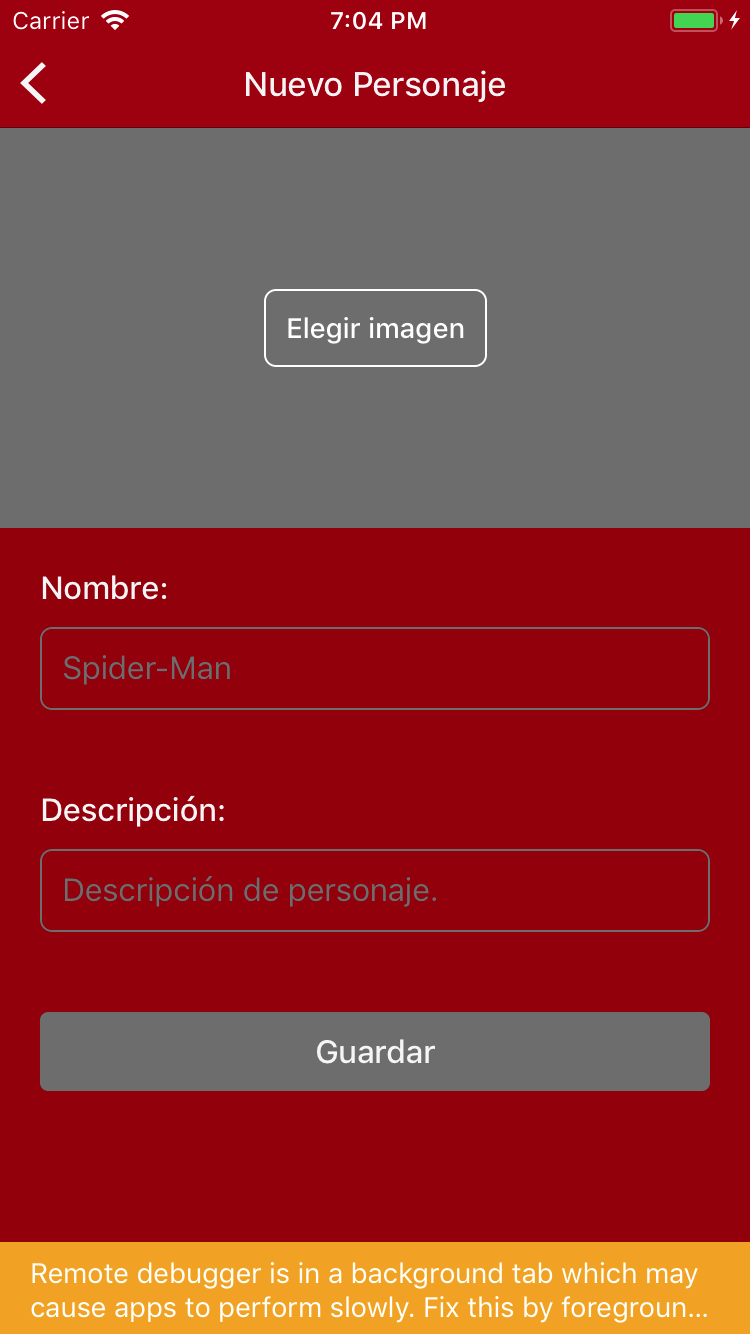 Carrier 7:04 PM
Nuevo Personaje
Elegir imagen
Nombre:
Spider-Man
Descripción:
Descripción de personaje.
Guardar
Remote debugger is in a background tab which may
cause apps to perform slowly. Fix this by foregroun...